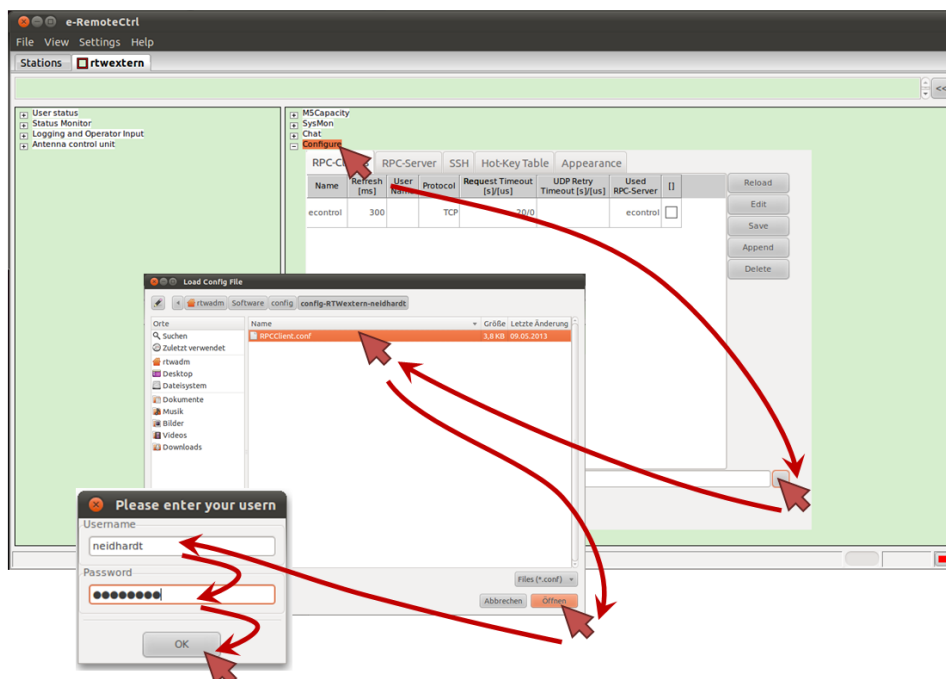 e-RemoteCtrl
File View Settings Help
Stations rtwextern
<<
User status
Status Monitor
Logging and Operator Input
Antenna control unit
MSCapacity
SysMon
Chat
Configure
RPC-Server SSH Hot-Key Table Appearance
Name Refresh [ms] User Protocol Request Timeout [s]/[us] UDP Retry Timeout [s]/[us] Used RPC-Server []
econtrol 300 TCP 20/0 econtrol
Reload
Edit
Save
Append
Delete
Load Config File
rtwadm Software config config-RTWextern-neidhardt
Orte
Suchen
Zuletzt verwendet
rtwadm
Desktop
Dateisystem
Dokumente
Musik
Bilder
Videos
Downloads
Name Größe Letzte Änderung
RPCClient.conf 3,8 KB 09.05.2013
Files (*.conf)
Abbrechen Öffnen
Please enter your usern
Username
neidhardt
Password
OK